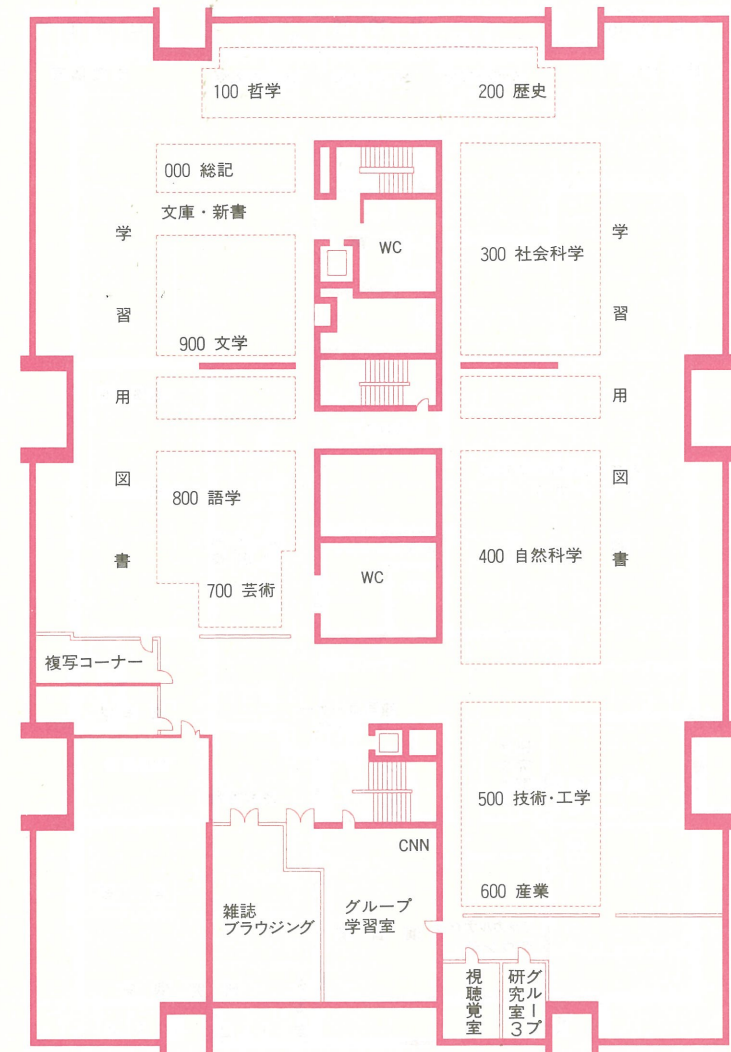 100 哲学
200 歴史
000 総記
文庫・新書
学習用図書
WC
300 社会科学
学習用図書
900 文学
800 語学
700 芸術
WC
400 自然科学
複写コーナー
500 技術・工学
600 産業
CNN
雑誌
ブラウジング
グループ
学習室
視聴覚室
グループ
研究室3